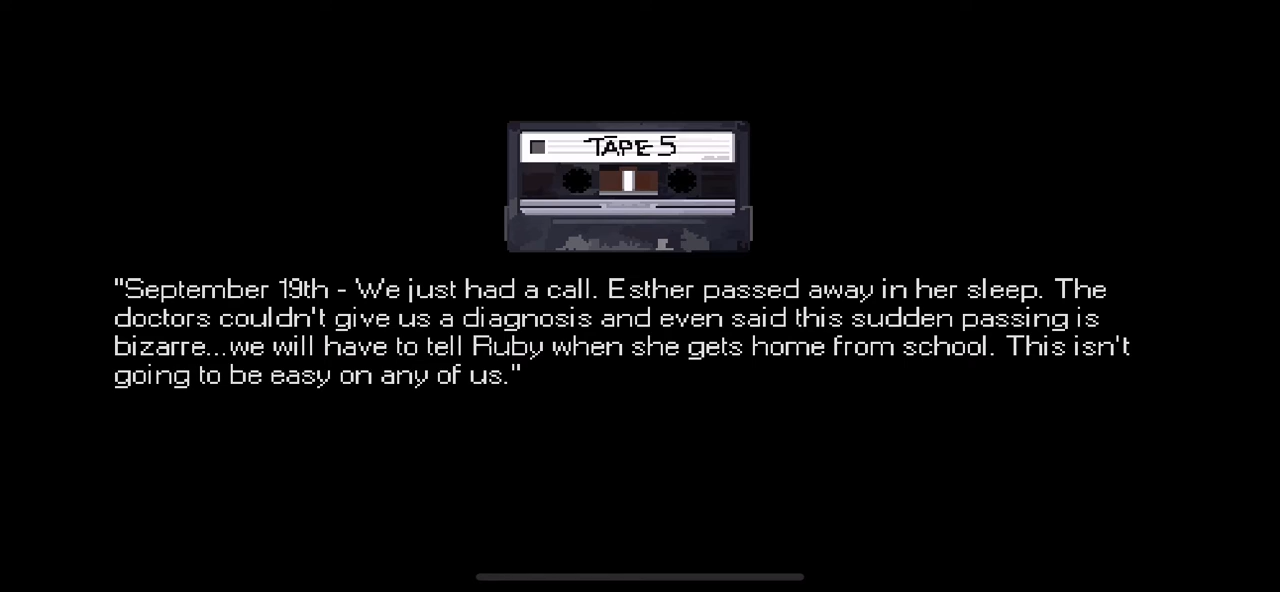 TAPE 5
"September 19th - We just had a call. Esther passed away in her sleep. The
doctors couldn't give us a diagnosis and even said this sudden passing is
bizarre...we will have to tell Ruby when she gets home from school. This isn't
going to be easy on any of us."